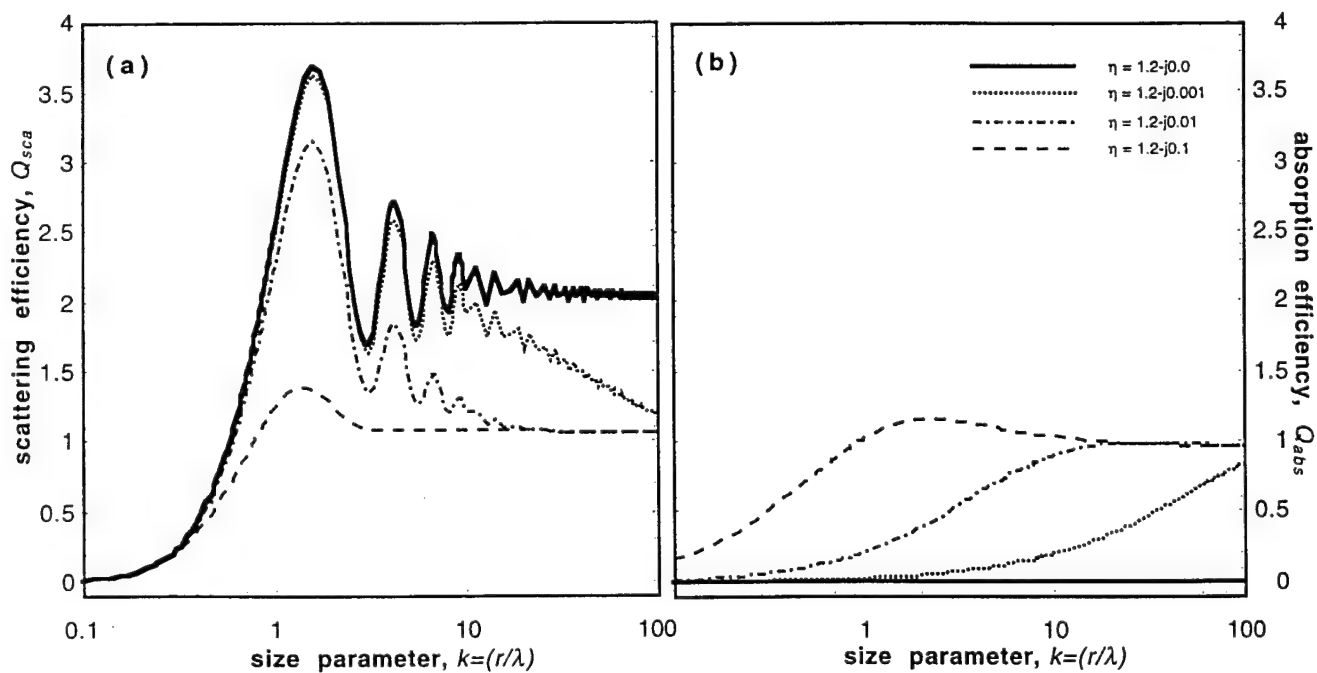 (a)
4
3.5
3
2.5
2
1.5
1
0.5
0
scattering efficiency, Qsca
0.1 1 10 100
size parameter, k=(r/λ)
(b)
η = 1.2-j0.0
η = 1.2-j0.001
η = 1.2-j0.01
η = 1.2-j0.1
4
3.5
3
2.5
2
1.5
1
0.5
0
absorption efficiency, Qabs
1 10 100
size parameter, k=(r/λ)